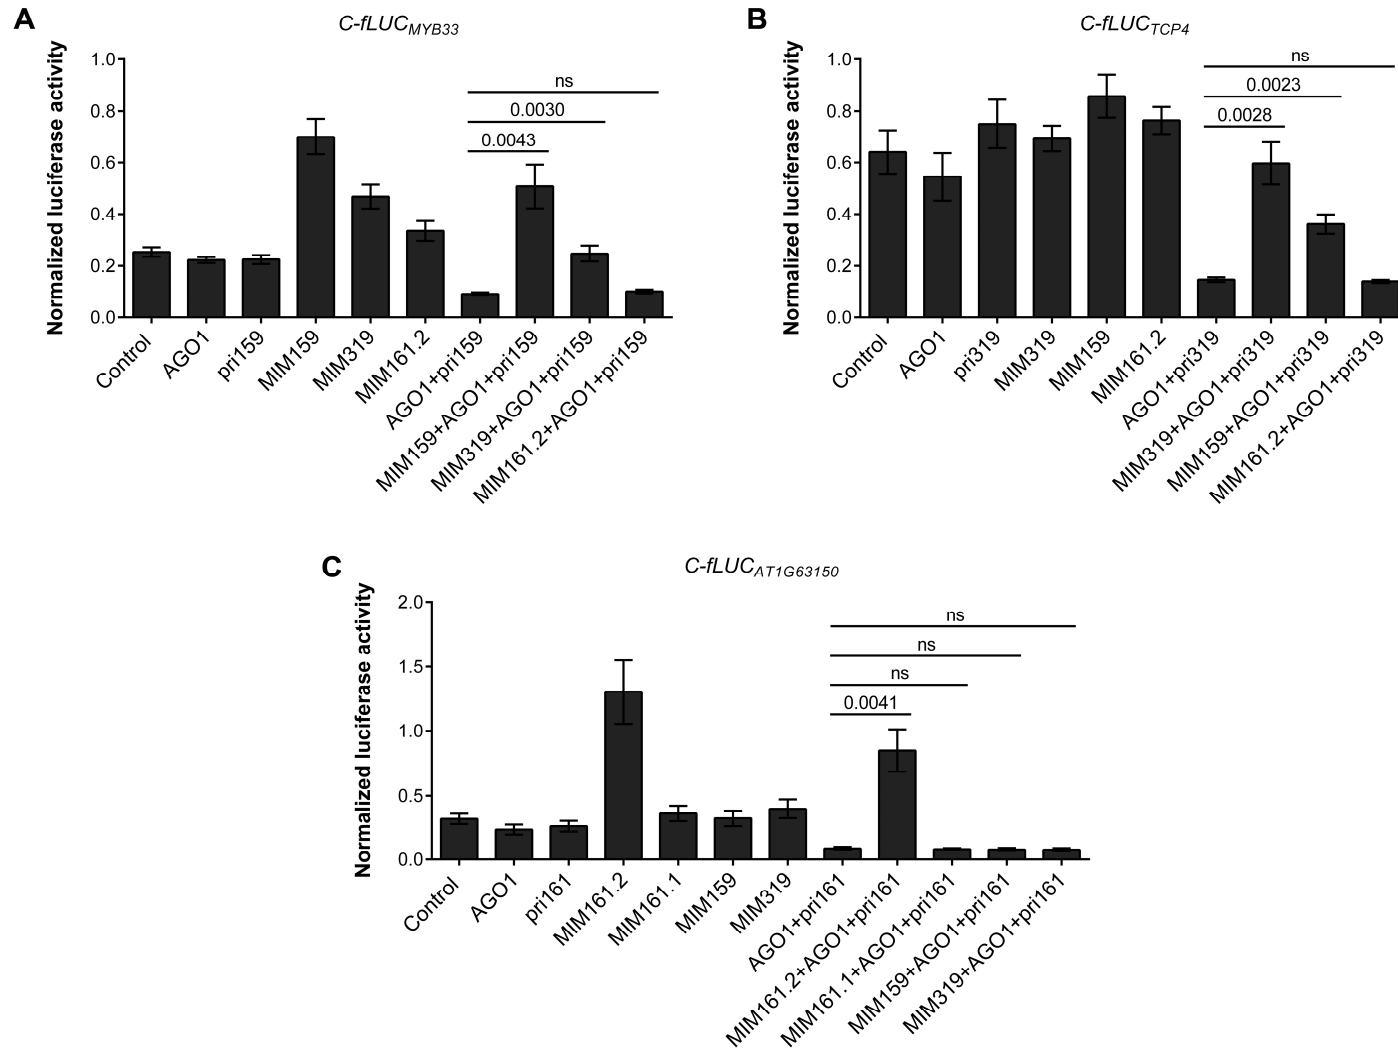 A
C-fLUC_MYB33
Normalized luciferase activity
1.0
0.8
0.6
0.4
0.2
0.0
ns
0.0030
0.0043
Control
AGO1
pri159
MIM159
MIM319
MIM161.2
AGO1+pri159
MIM159+AGO1+pri159
MIM319+AGO1+pri159
MIM161.2+AGO1+pri159
B
C-fLUC_TCP4
Normalized luciferase activity
1.0
0.8
0.6
0.4
0.2
0.0
ns
0.0023
0.0028
Control
AGO1
pri319
MIM319
MIM159
MIM161.2
AGO1+pri319
MIM319+AGO1+pri319
MIM159+AGO1+pri319
MIM161.2+AGO1+pri319
C
C-fLUC_AT1G63150
Normalized luciferase activity
2.0
1.5
1.0
0.5
0.0
ns
ns
ns
0.0041
Control
AGO1
pri161
MIM161.2
MIM161.1
MIM159
MIM319
AGO1+pri161
MIM161.2+AGO1+pri161
MIM161.1+AGO1+pri161
MIM159+AGO1+pri161
MIM319+AGO1+pri161